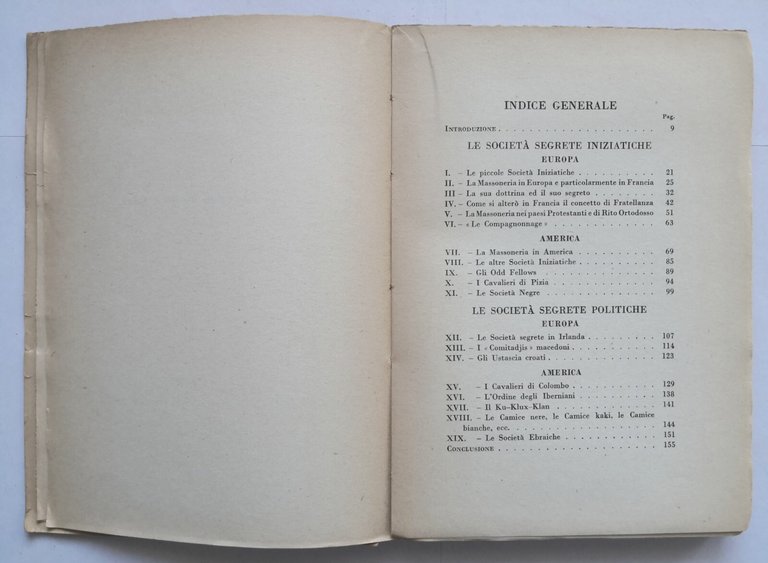 INDICE GENERALE
Pag.
INTRODUZIONE . . . . . . . . . . . . . . . . . . . . 9
LE SOCIETÀ SEGRETE INIZIATICHE
EUROPA
I. – Le piccole Società Iniziatiche . . . . . . . . . . 21
II. – La Massoneria in Europa e particolarmente in Francia 25
III – La sua dottrina ed il suo segreto . . . . . . . . . 32
IV. – Come si alterò in Francia il concetto di Fratellanza 42
V. – La Massoneria nei paesi Protestanti e di Rito Ortodosso 51
VI. – « Le Compagnonnage » . . . . . . . . . . . . . 63
AMERICA
VII. – La Massoneria in America . . . . . . . . . . 69
VIII. – Le altre Società Iniziatiche . . . . . . . . . . 85
IX. – Gli Odd Fellows . . . . . . . . . . . . . . . 89
X. – I Cavalieri di Pizia . . . . . . . . . . . . . . 94
XI. – Le Società Negre . . . . . . . . . . . . . . . 99
LE SOCIETÀ SEGRETE POLITICHE
EUROPA
XII. – Le Società segrete in Irlanda . . . . . . . . . 107
XIII. – I « Comitadjis » macedoni . . . . . . . . . . . 114
XIV. – Gli Ustascia croati . . . . . . . . . . . . . . 123
AMERICA
XV. – I Cavalieri di Colombo . . . . . . . . . . . 129
XVI. – L'Ordine degli Iberniani . . . . . . . . . . 138
XVII. – Il Ku-Klux-Klan . . . . . . . . . . . . . 141
XVIII. – Le Camice nere, le Camice kaki, le Camice
bianche, ecc. . . . . . . . . . . . . . . . . . . 144
XIX. – Le Società Ebraiche . . . . . . . . . . . . 151
CONCLUSIONE . . . . . . . . . . . . . . . . . . . . 155